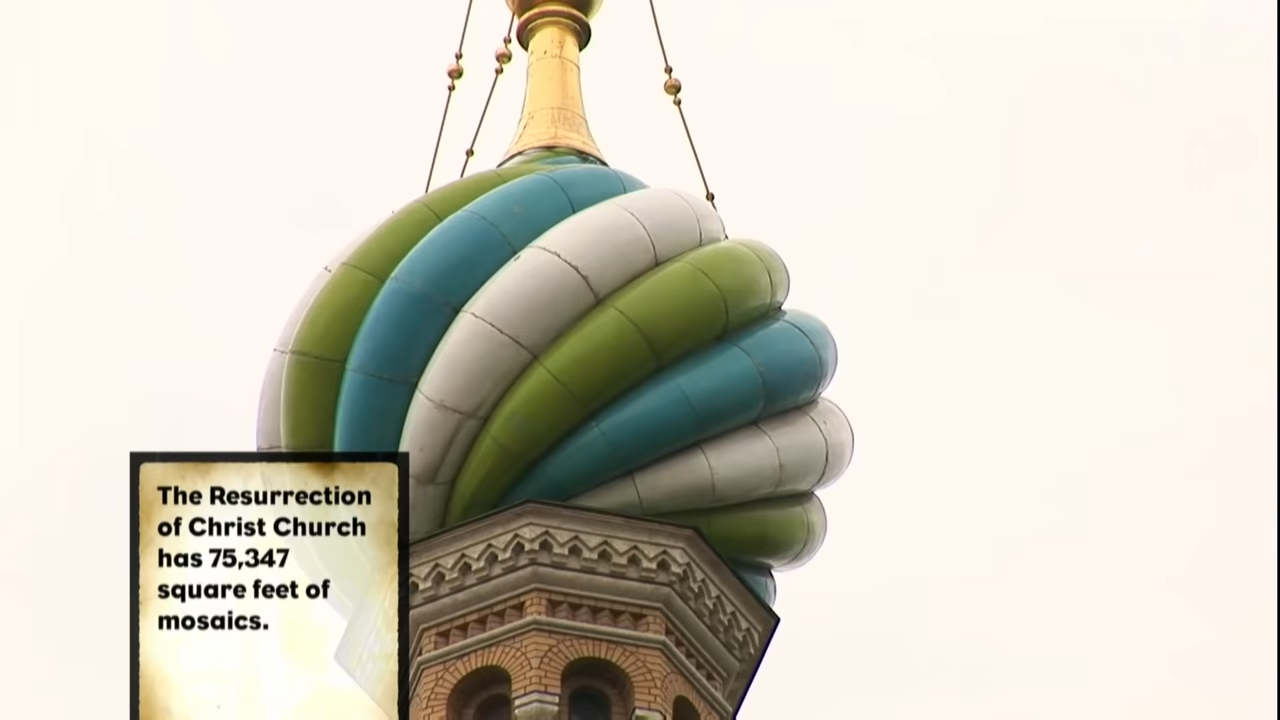 The Resurrection
of Christ Church
has 75,347
square feet of
mosaics.